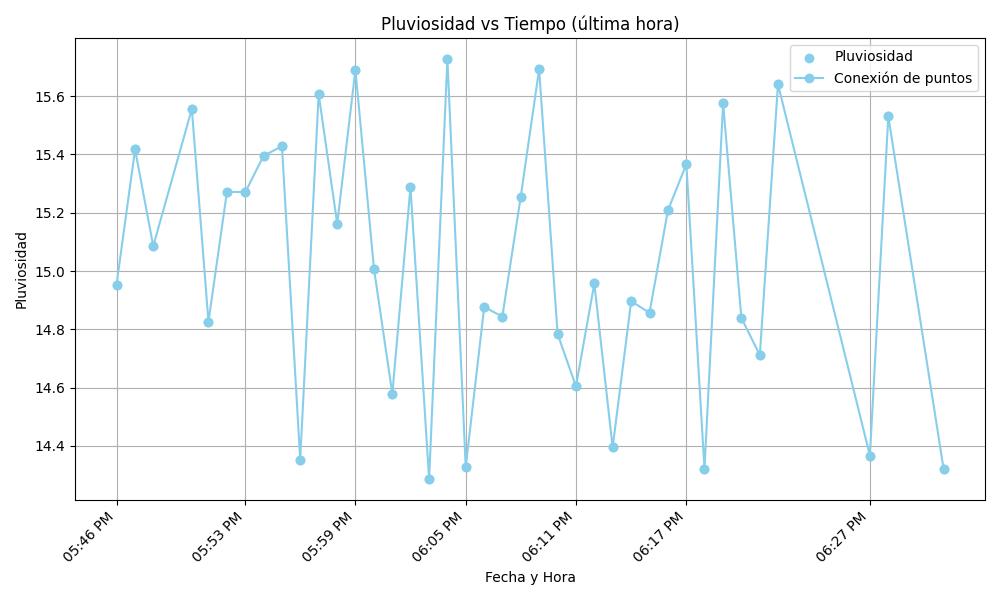 Pluviosidad vs Tiempo (última hora)
Pluviosidad
Conexión de puntos
Pluviosidad
15.6
15.4
15.2
15.0
14.8
14.6
14.4
05:46 PM
05:53 PM
05:59 PM
06:05 PM
06:11 PM
06:17 PM
06:27 PM
Fecha y Hora